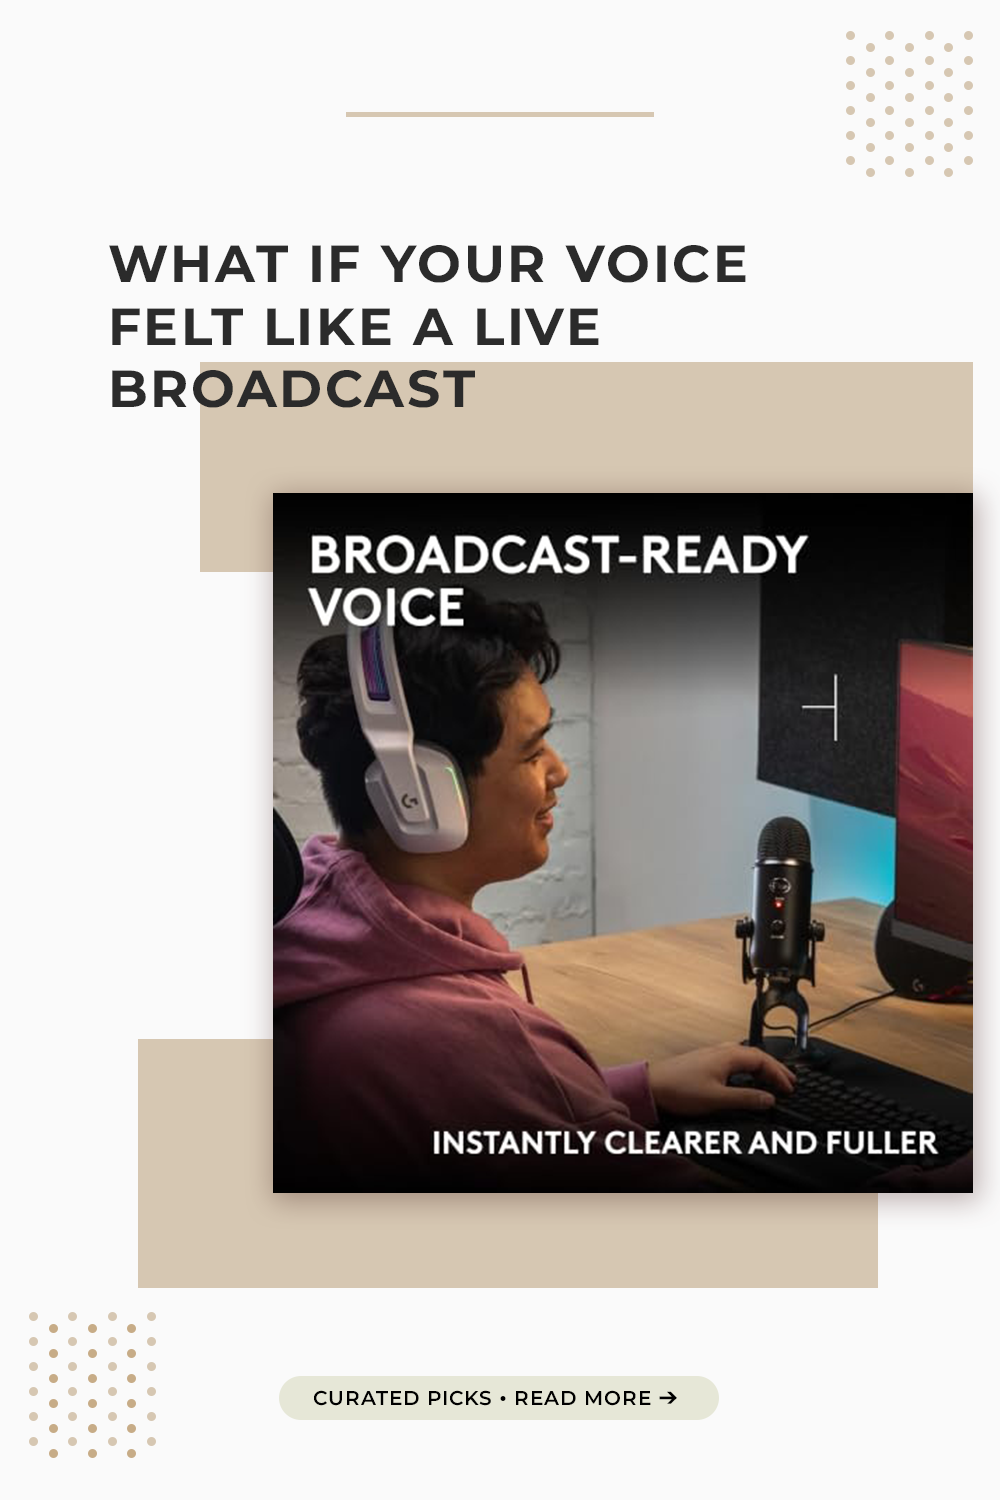 WHAT IF YOUR VOICE
FELT LIKE A LIVE
BROADCAST
BROADCAST-READY
VOICE
INSTANTLY CLEARER AND FULLER
CURATED PICKS • READ MORE ➔